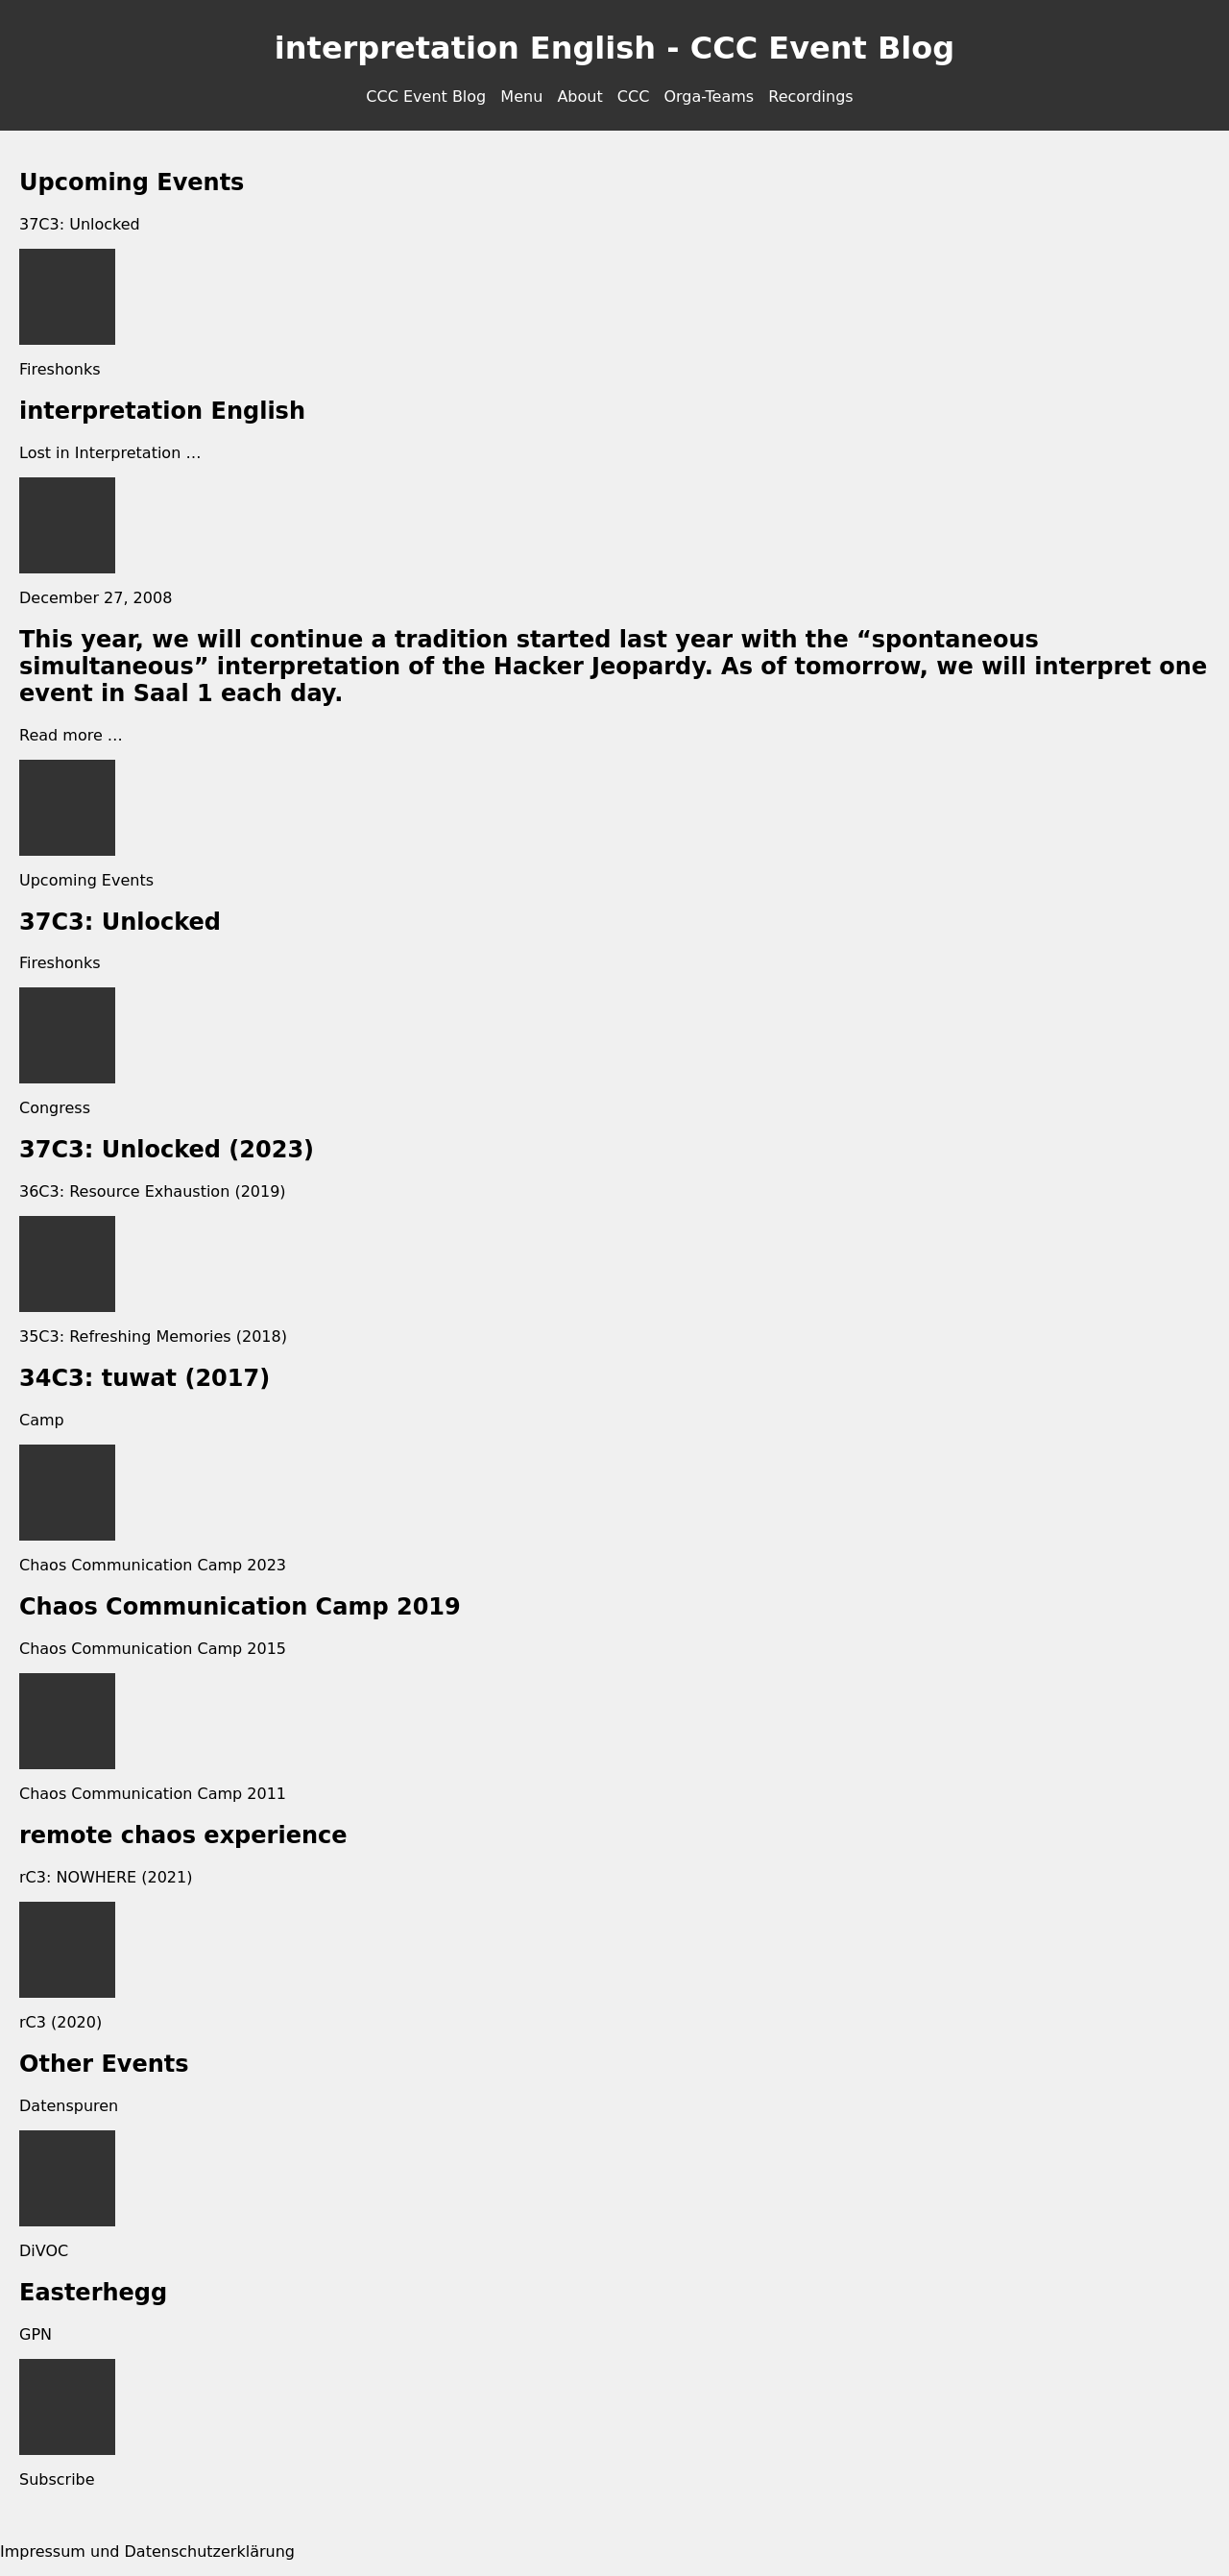 interpretation English - CCC Event Blog
CCC Event Blog Menu About CCC Orga-Teams Recordings
Upcoming Events
37C3: Unlocked
Fireshonks
interpretation English
Lost in Interpretation …
December 27, 2008
This year, we will continue a tradition started last year with the “spontaneous
simultaneous” interpretation of the Hacker Jeopardy. As of tomorrow, we will interpret one
event in Saal 1 each day.
Read more …
Upcoming Events
37C3: Unlocked
Fireshonks
Congress
37C3: Unlocked (2023)
36C3: Resource Exhaustion (2019)
35C3: Refreshing Memories (2018)
34C3: tuwat (2017)
Camp
Chaos Communication Camp 2023
Chaos Communication Camp 2019
Chaos Communication Camp 2015
Chaos Communication Camp 2011
remote chaos experience
rC3: NOWHERE (2021)
rC3 (2020)
Other Events
Datenspuren
DiVOC
Easterhegg
GPN
Subscribe
Impressum und Datenschutzerklärung